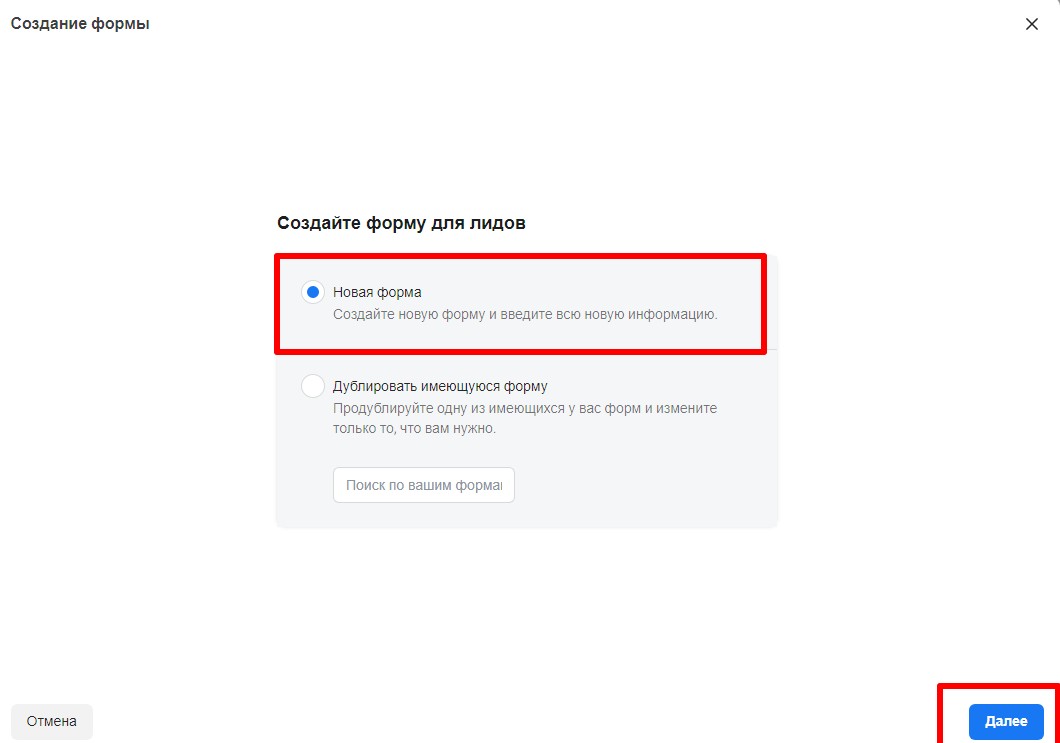 Создание формы
Создайте форму для лидов
Новая форма
Создайте новую форму и введите всю новую информацию.
Дублировать имеющуюся форму
Продублируйте одну из имеющихся у вас форм и измените
только то, что вам нужно.
Поиск по вашим форма
Отмена
Далее